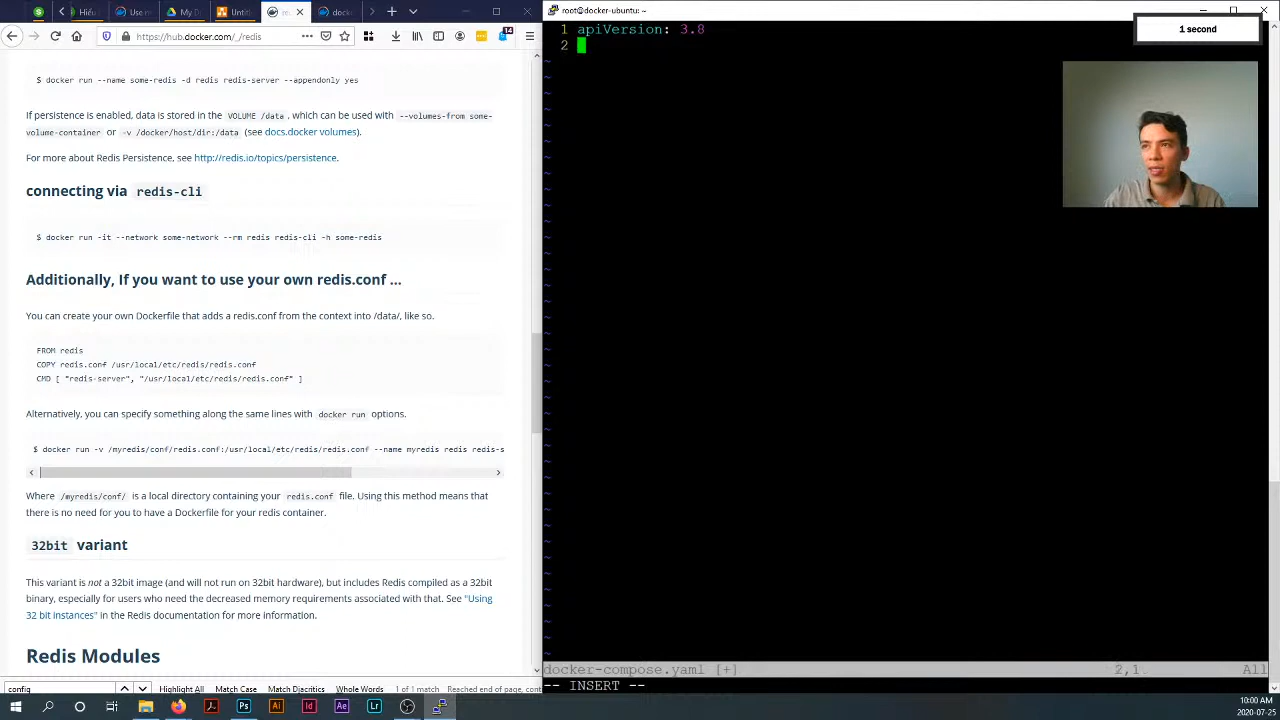 Hi fu
Usern
My D
Untitl
re
https://hub.docker.com/_/redis
14
$ docker run --name some-redis -d redis redis-server --appendonly yes
If persistence is enabled, data is stored in the VOLUME /data , which can be used with --volumes-from some-
volume-container or -v /docker/host/dir:/data (see docs.docker volumes).
For more about Redis Persistence, see http://redis.io/topics/persistence.
connecting via redis-cli
$ docker run -it --network some-network --rm redis redis-cli -h some-redis
Additionally, If you want to use your own redis.conf ...
You can create your own Dockerfile that adds a redis.conf from the context into /data/, like so.
FROM redis
COPY redis.conf /usr/local/etc/redis/redis.conf
CMD [ "redis-server", "/usr/local/etc/redis/redis.conf" ]
Alternatively, you can specify something along the same lines with docker run options.
$ docker run -v /myredis/conf/redis.conf:/usr/local/etc/redis/redis.conf --name myredis redis redis-s
Where /myredis/conf/ is a local directory containing your redis.conf file. Using this method means that
there is no need for you to have a Dockerfile for your redis container.
32bit variant
This variant is not a 32bit image (and will not run on 32bit hardware), but includes Redis compiled as a 32bit
binary, especially for users who need the decreased memory requirements associated with that. See "Using
32 bit instances" in the Redis documentation for more information.
Redis Modules
config
Highlight All
Match Case
Match Diacritics
Whole Words
1 of 1 match
Reached end of page, cont
root@docker-ubuntu: ~
1 apiVersion: 3.8
2
1 second
docker-compose.yaml [+]
2,1
All
-- INSERT --
10:00 AM
2020-07-25